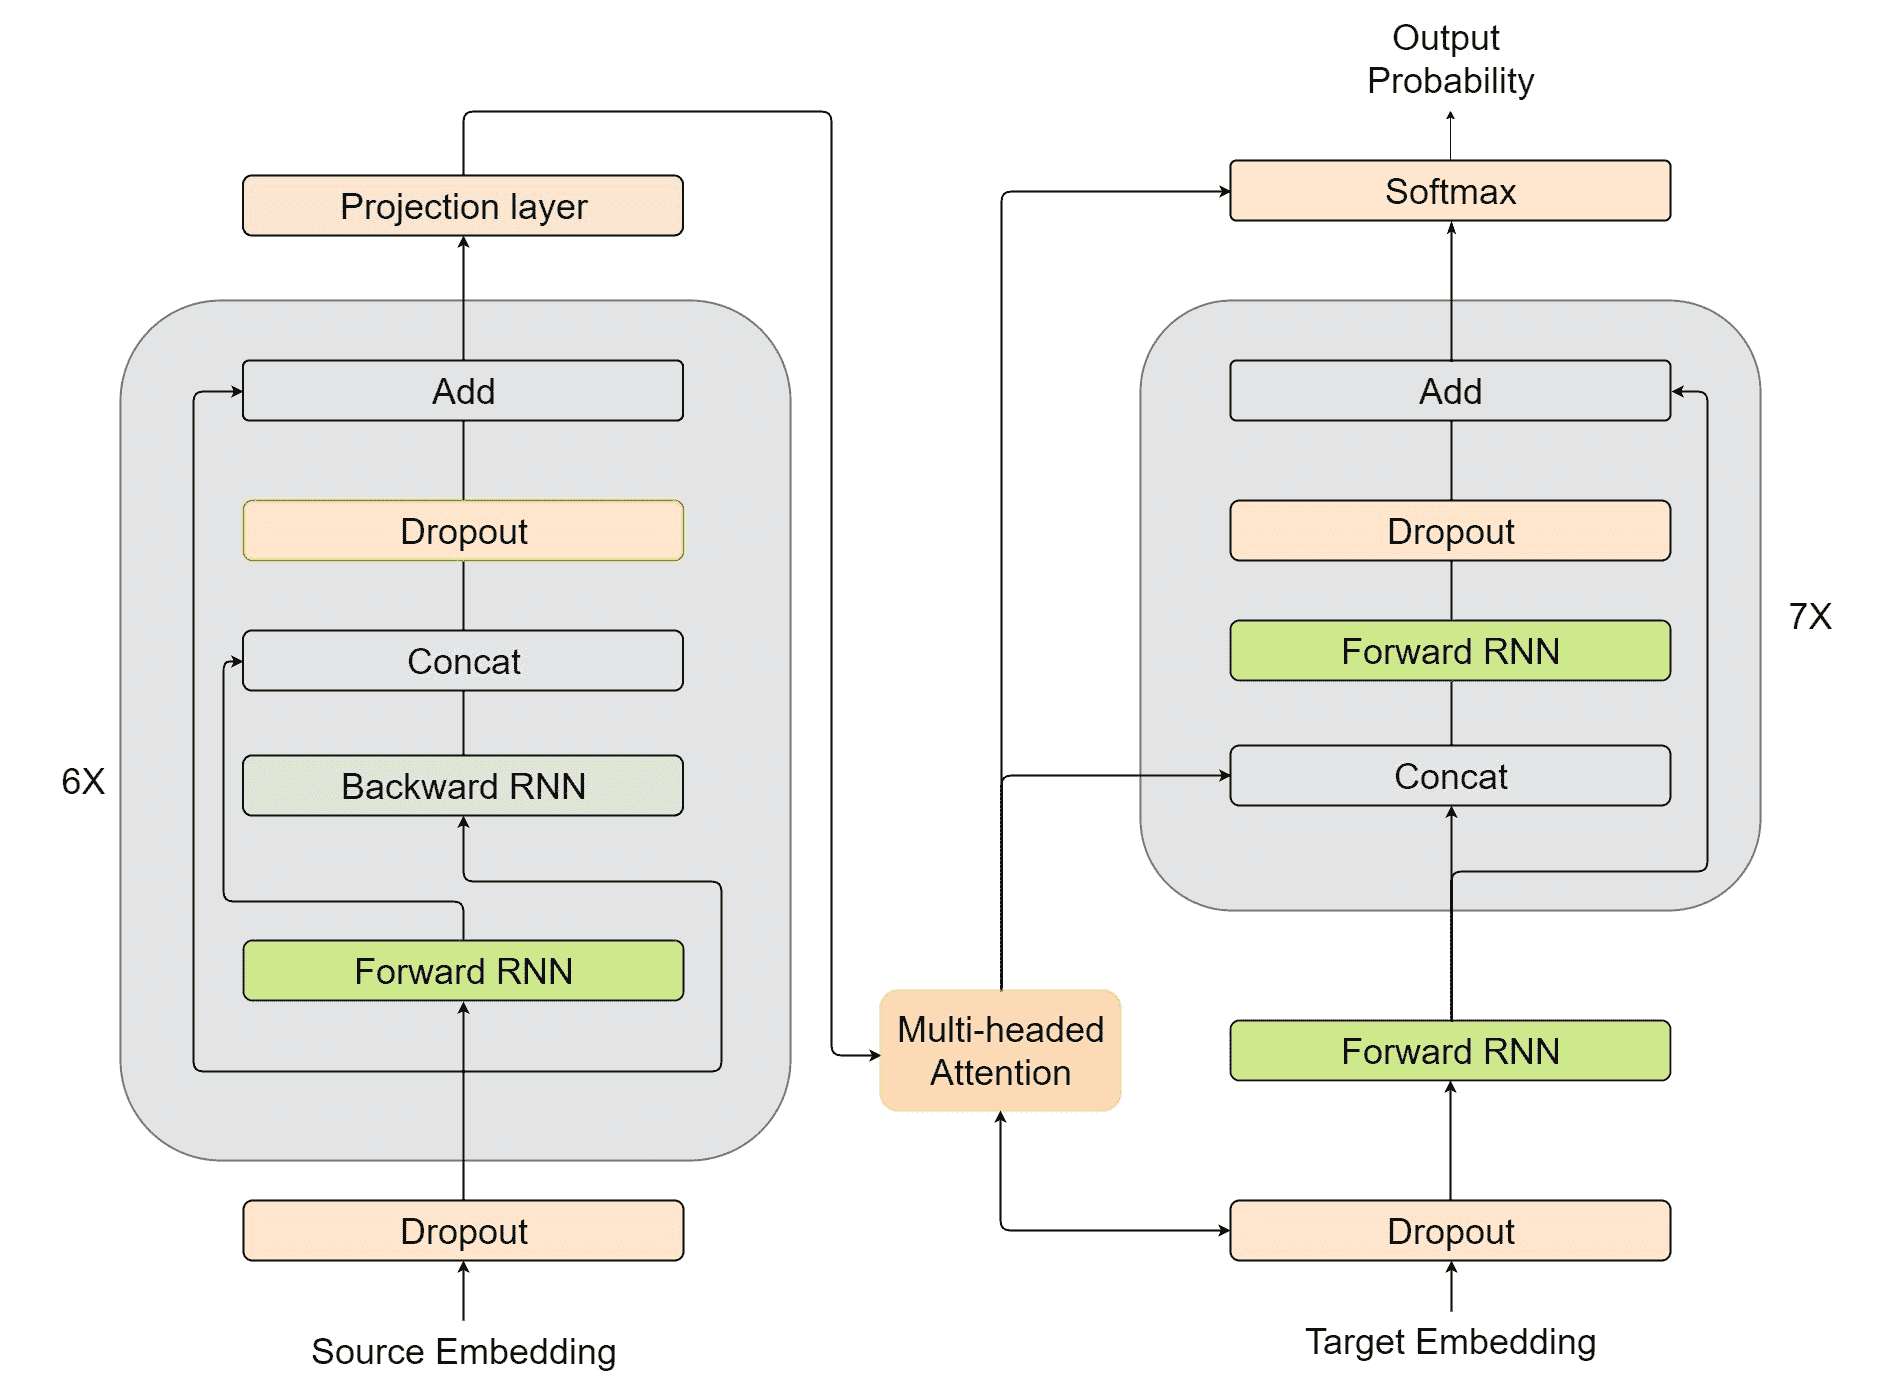 Output
Probability
Projection layer
Softmax
Add
Add
Dropout
Dropout
Concat
Forward RNN
7X
6X
Backward RNN
Concat
Forward RNN
Multi-headed
Attention
Forward RNN
Dropout
Dropout
Source Embedding
Target Embedding